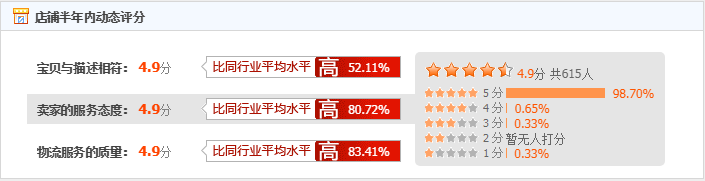 店铺半年内动态评分
宝贝与描述相符： 4.9分 比同行业平均水平 高 52.11%
卖家的服务态度： 4.9分 比同行业平均水平 高 80.72%
物流服务的质量： 4.9分 比同行业平均水平 高 83.41%
4.9分 共615人
5 分 98.70%
4 分 0.65%
3 分 0.33%
2 分 暂无人打分
1 分 0.33%